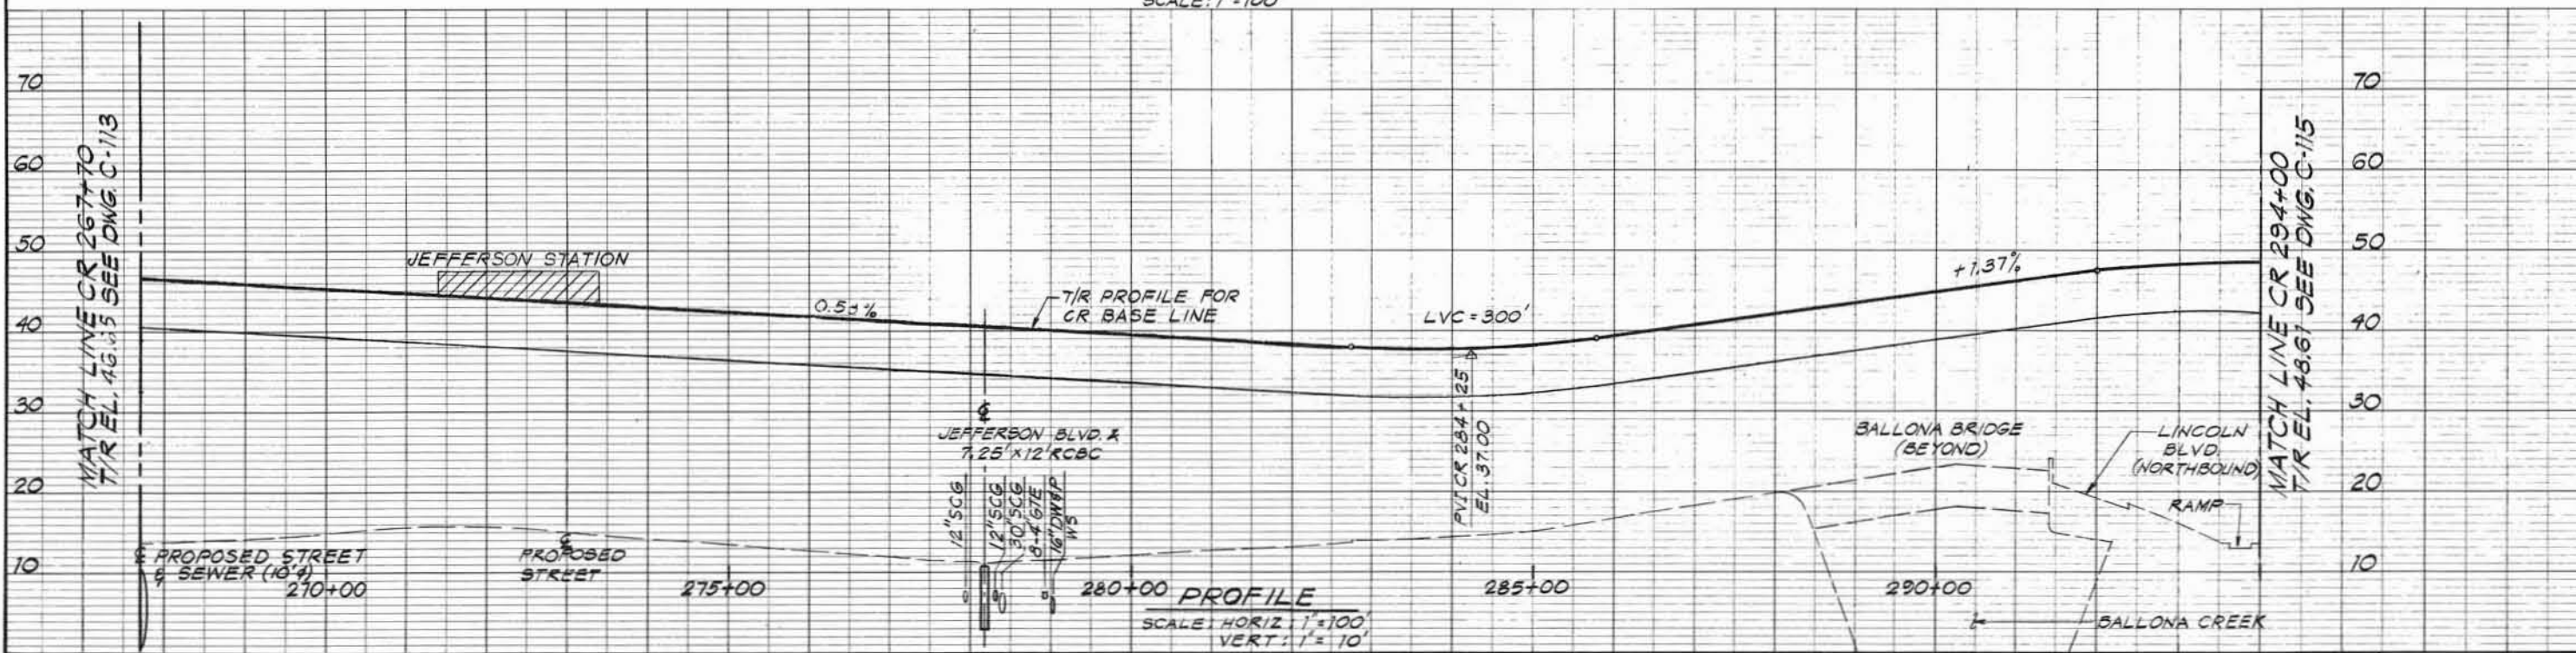 SCALE: 1"=100'
70
60
50
40
30
20
10
MATCH LINE CR 267+70
T/R EL. SEE DWG. C-113
JEFFERSON STATION
T/R PROFILE FOR
CR BASE LINE
LVC = 300'
+1.37%
PVI CR 284+25
EL. 37.00
℄
JEFFERSON BLVD. &
7.25' X 12' RCBC
12" SCG
12" SCG
30" SCG
8-4" GTE
16" DW&P
WS
℄ PROPOSED STREET
℄ SEWER (10'φ)
℄
PROPOSED
STREET
BALLONA BRIDGE
(BEYOND)
LINCOLN
BLVD.
(NORTHBOUND)
RAMP
BALLONA CREEK
270+00
275+00
280+00
285+00
290+00
PROFILE
SCALE: HORIZ: 1"=100'
VERT: 1"= 10'
MATCH LINE CR 294+00
T/R EL. 48.61 SEE DWG. C-115
70
60
50
40
30
20
10